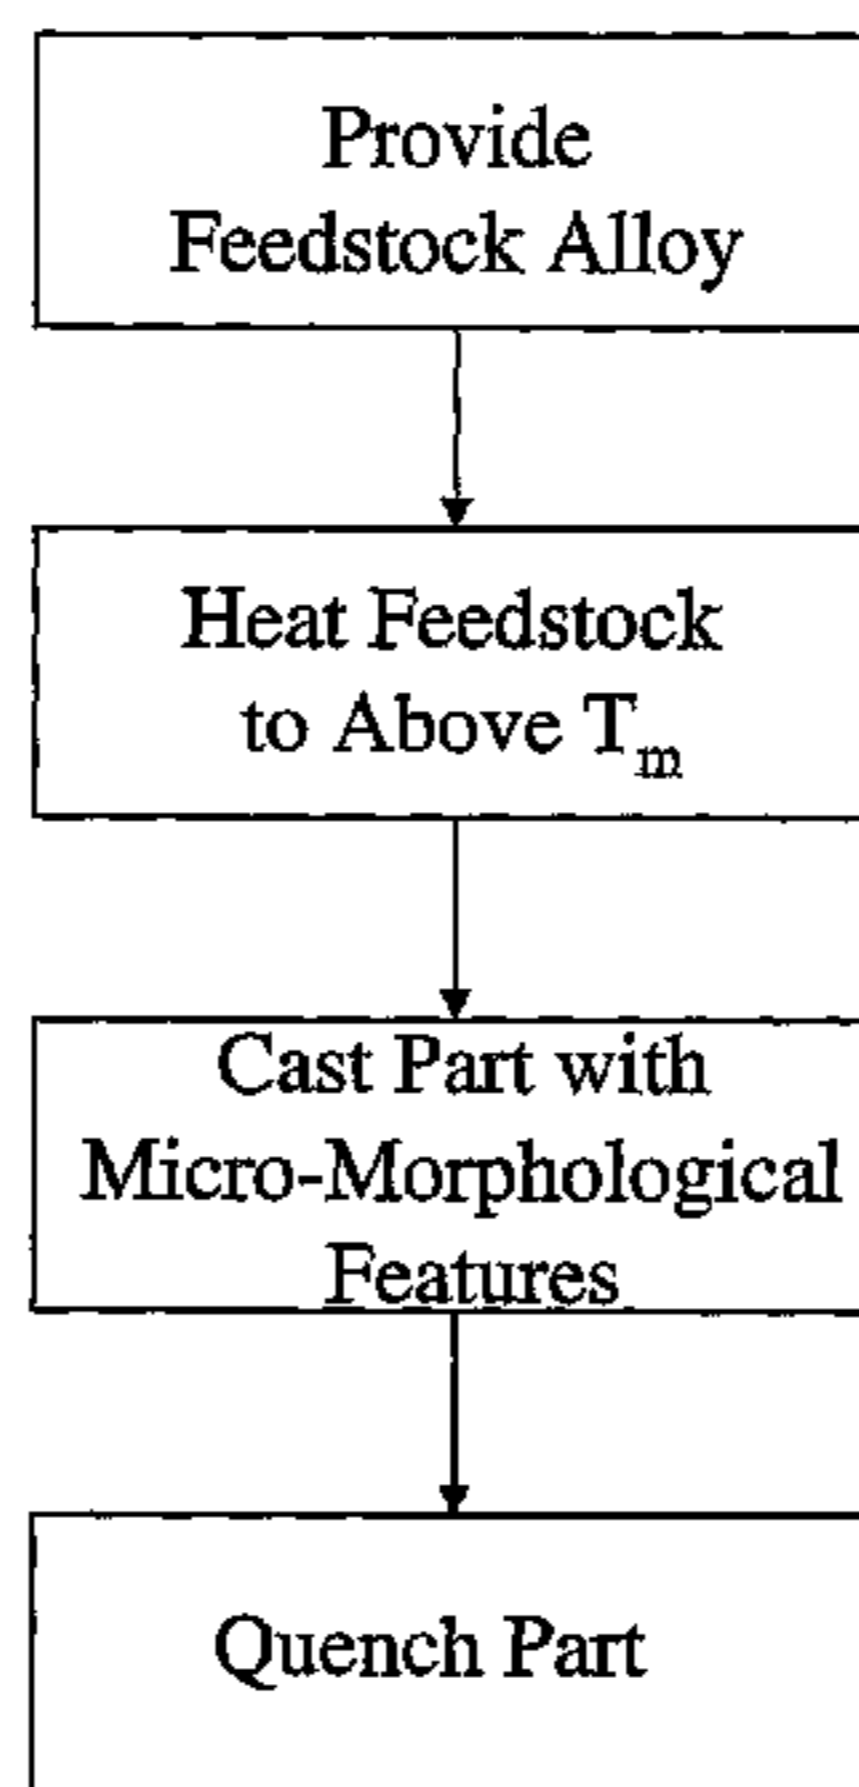 Provide
Feedstock Alloy
Heat Feedstock
to Above Tₘ
Cast Part with
Micro-Morphological
Features
Quench Part